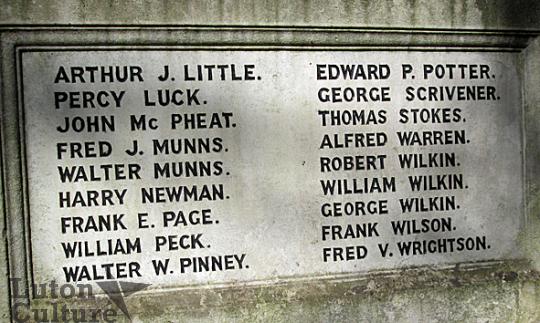 ARTHUR J. LITTLE.
PERCY LUCK.
JOHN Mc PHEAT.
FRED J. MUNNS.
WALTER MUNNS.
HARRY NEWMAN.
FRANK E. PAGE.
WILLIAM PECK.
WALTER W. PINNEY.
EDWARD P. POTTER.
GEORGE SCRIVENER.
THOMAS STOKES.
ALFRED WARREN.
ROBERT WILKIN.
WILLIAM WILKIN.
GEORGE WILKIN.
FRANK WILSON.
FRED V. WRIGHTSON.
Luton
Culture